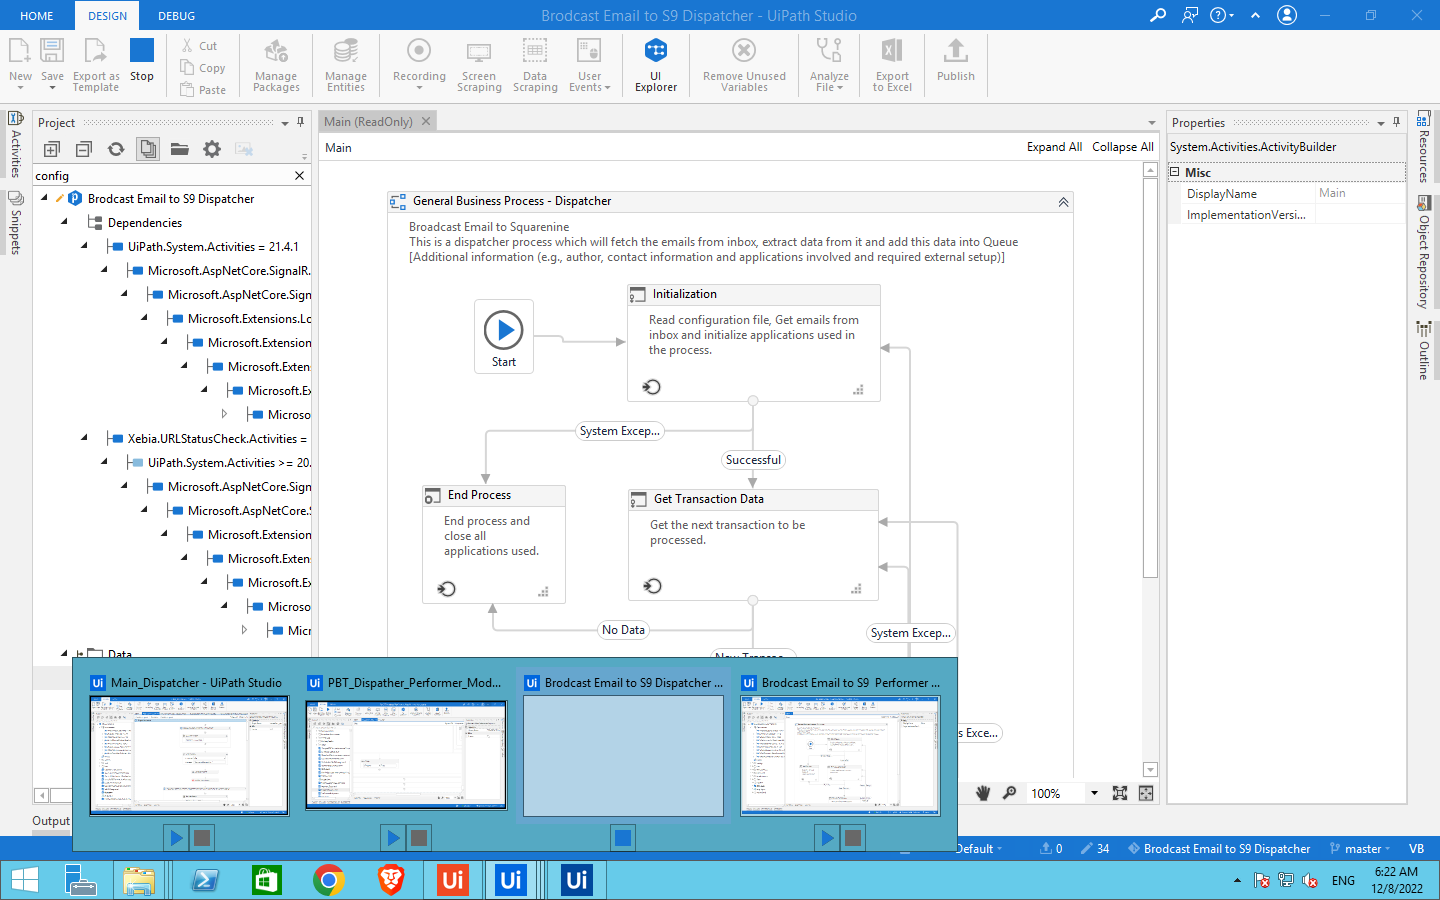 HOME
DESIGN
DEBUG
Brodcast Email to S9 Dispatcher - UiPath Studio
New
Save
Export as
Template
Stop
Cut
Copy
Paste
Manage
Packages
Manage
Entities
Recording
Screen
Scraping
Data
Scraping
User
Events
UI
Explorer
Remove Unused
Variables
Analyze
File
Export
to Excel
Publish
Activities
Snippets
Project
config
Brodcast Email to S9 Dispatcher
Dependencies
UiPath.System.Activities = 21.4.1
Microsoft.AspNetCore.SignalR.
Microsoft.AspNetCore.Sign
Microsoft.Extensions.Lo
Microsoft.Extension
Microsoft.Exten
Microsoft.Ex
Microso
Xebia.URLStatusCheck.Activities =
UiPath.System.Activities >= 20.
Microsoft.AspNetCore.Sign
Microsoft.AspNetCore.S
Microsoft.Extension
Microsoft.Exten
Microsoft.Ex
Microso
Micr
Data
Output
Main (ReadOnly)
Main
Expand All
Collapse All
General Business Process - Dispatcher
Broadcast Email to Squarenine
This is a dispatcher process which will fetch the emails from inbox, extract data from it and add this data into Queue
[Additional information (e.g., author, contact information and applications involved and required external setup)]
Start
Initialization
Read configuration file, Get emails from
inbox and initialize applications used in
the process.
System Excep...
Successful
End Process
End process and
close all
applications used.
Get Transaction Data
Get the next transaction to be
processed.
No Data
System Excep...
New Transac...
s Exce...
100%
Properties
System.Activities.ActivityBuilder
Misc
DisplayName
Main
ImplementationVersi...
Resources
Object Repository
Outline
Main_Dispatcher - UiPath Studio
PBT_Dispather_Performer_Mod...
Brodcast Email to S9 Dispatcher ...
Brodcast Email to S9 Performer ...
Default
0
34
Brodcast Email to S9 Dispatcher
master
VB
Ui
Ui
Ui
ENG
6:22 AM
12/8/2022